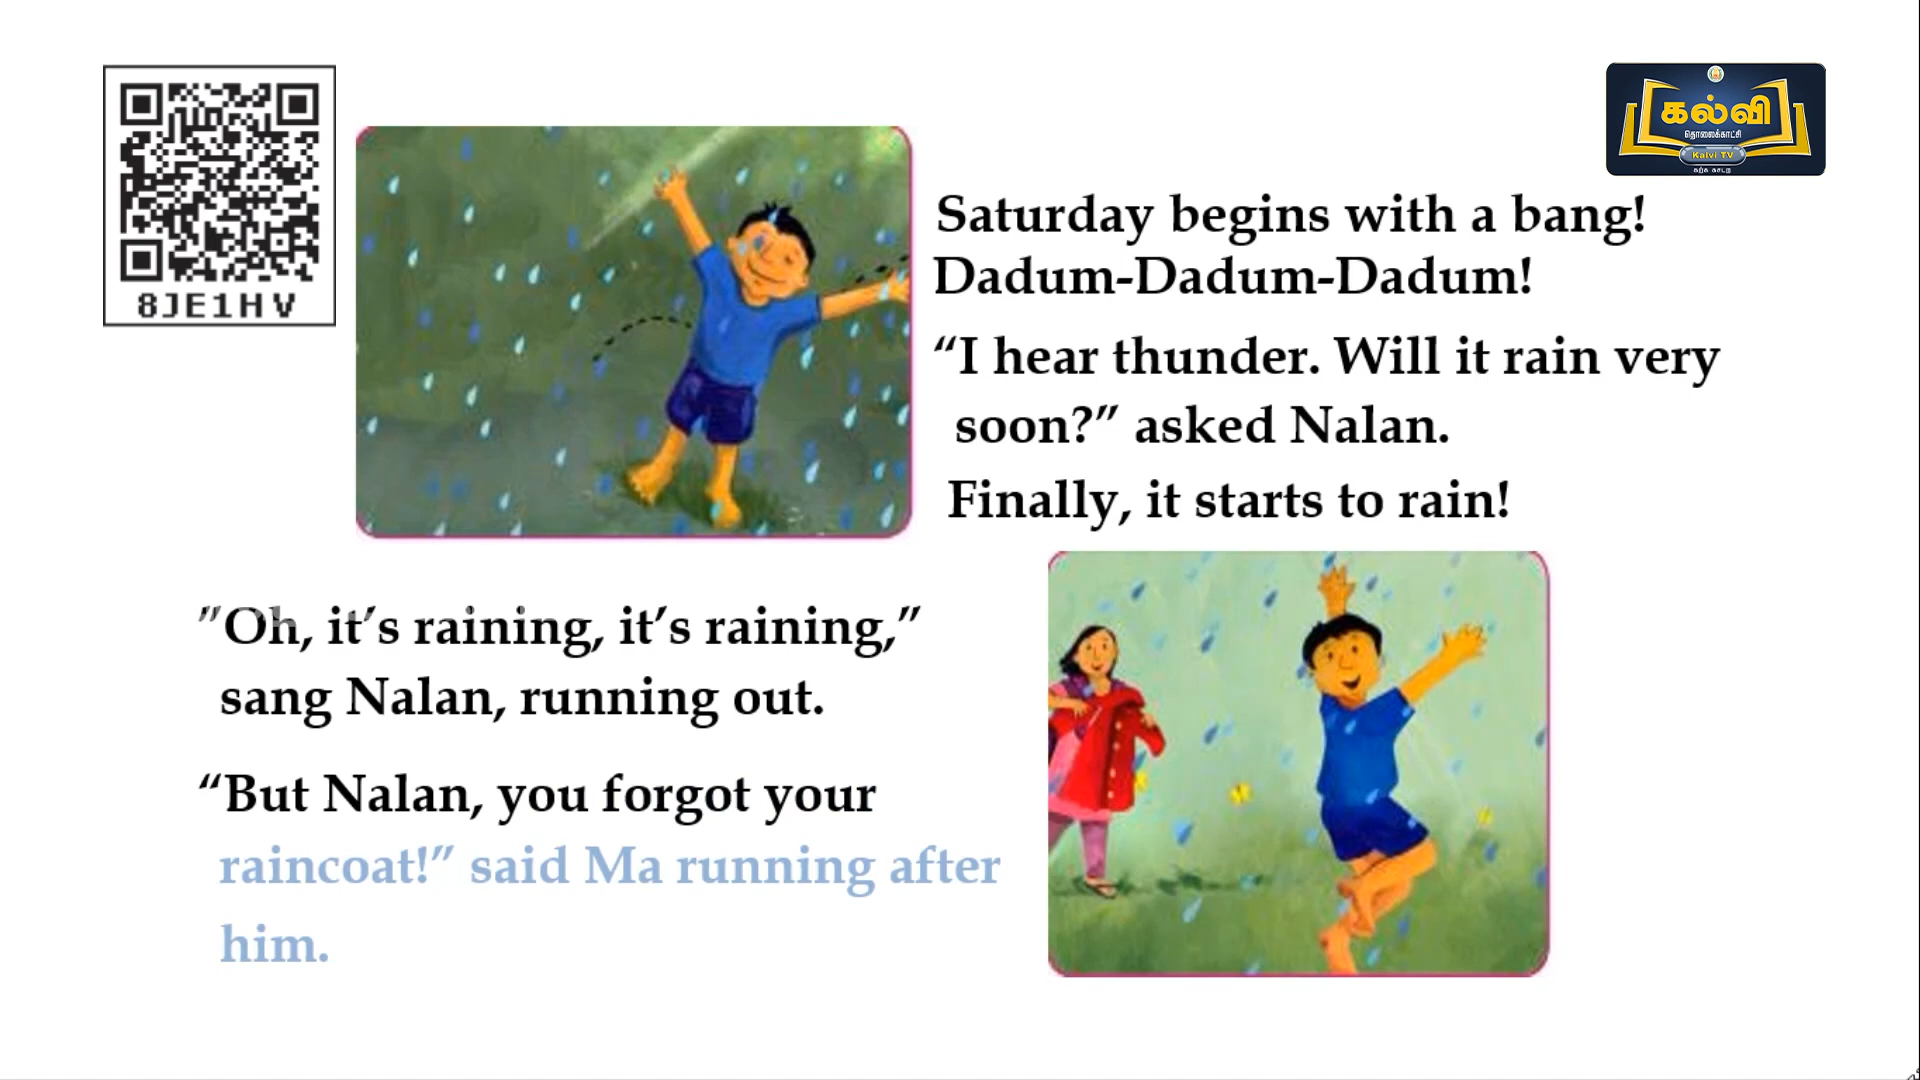 8JE1HV
கல்வி
தொலைக்காட்சி
Kalvi TV
கற்க கசடற
Saturday begins with a bang!
Dadum-Dadum-Dadum!
“I hear thunder. Will it rain very
soon?” asked Nalan.
Finally, it starts to rain!
”Oh, it’s raining, it’s raining,”
sang Nalan, running out.
“But Nalan, you forgot your
raincoat!” said Ma running after
him.